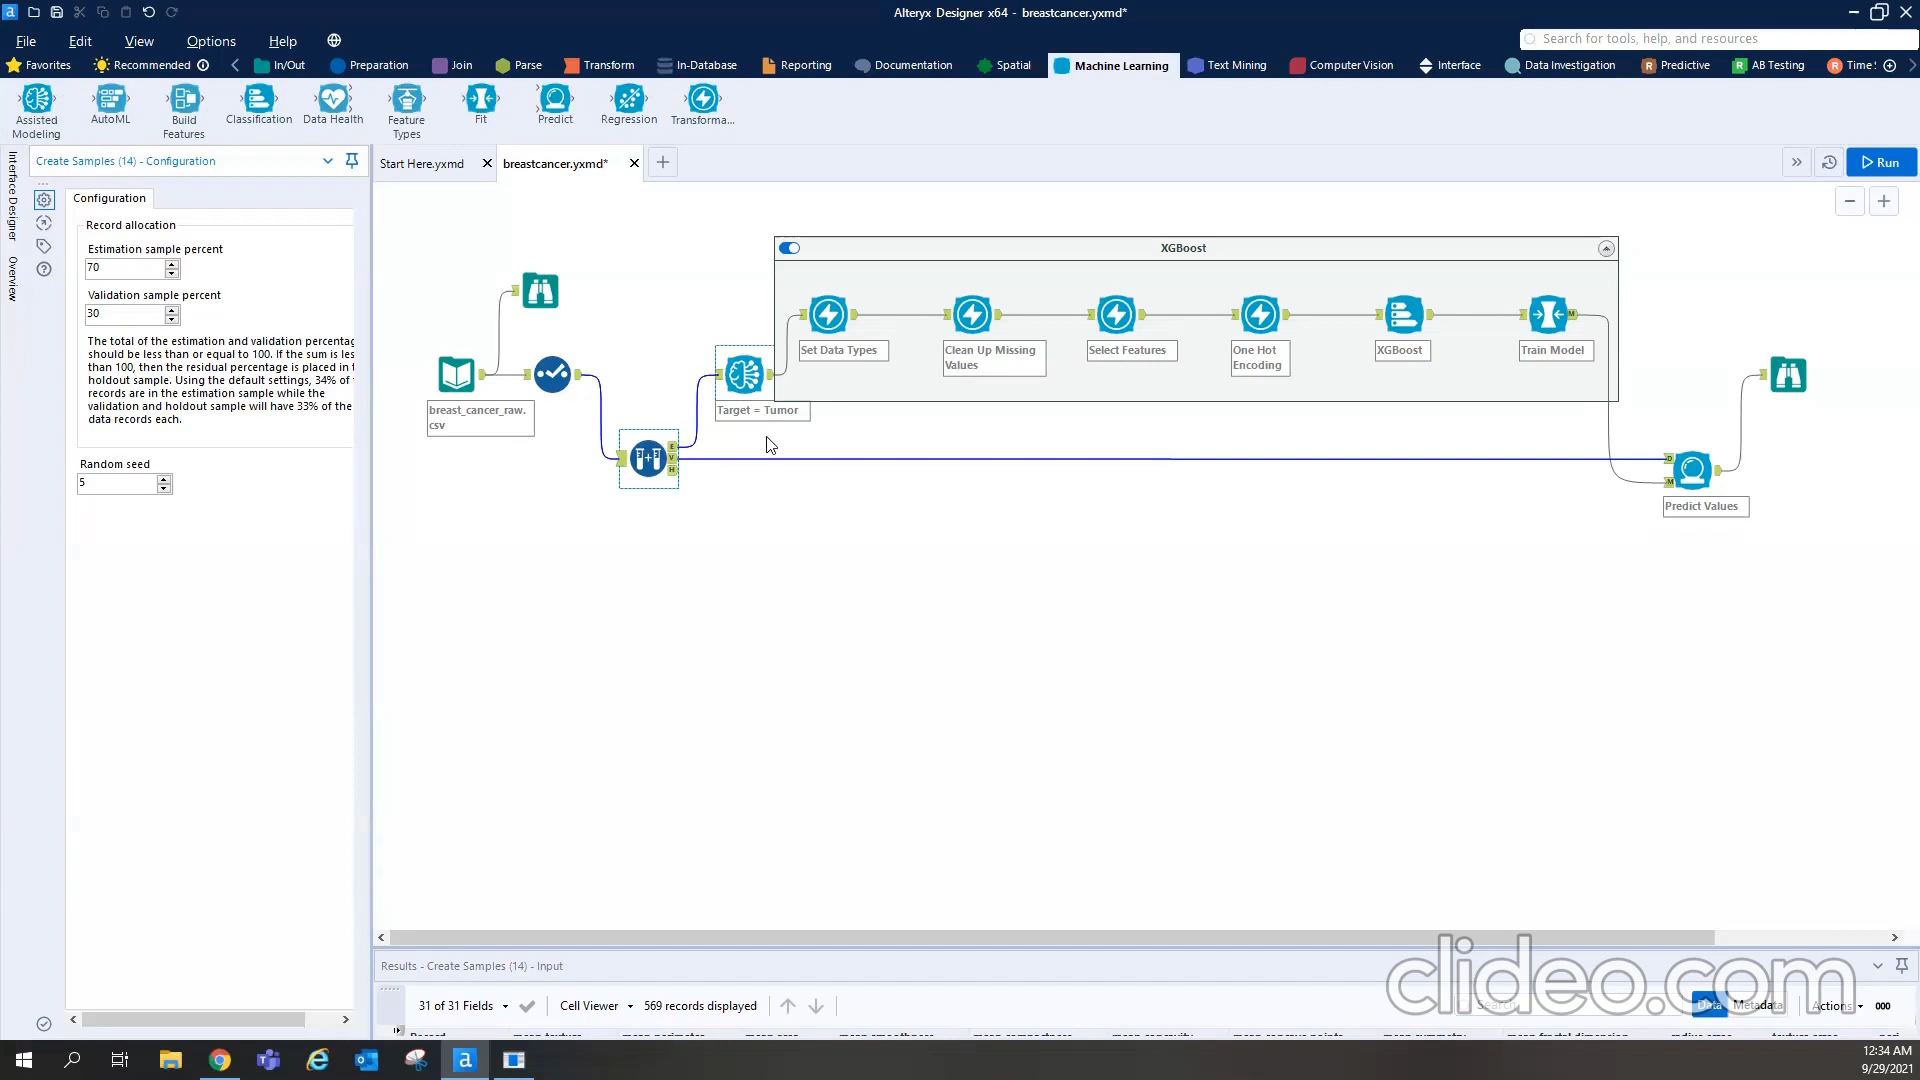 Alteryx Designer x64 - breastcancer.yxmd*
File Edit View Options Help
Search for tools, help, and resources
Favorites Recommended In/Out Preparation Join Parse Transform In-Database Reporting Documentation Spatial Machine Learning Text Mining Computer Vision Interface Data Investigation Predictive AB Testing Time
Assisted Modeling
AutoML
Build Features
Classification
Data Health
Feature Types
Fit
Predict
Regression
Transforma...
Interface Designer
Overview
Create Samples (14) - Configuration
Configuration
Record allocation
Estimation sample percent
70
Validation sample percent
30
The total of the estimation and validation percentag
should be less than or equal to 100. If the sum is les
than 100, then the residual percentage is placed in t
holdout sample. Using the default settings, 34% of
records are in the estimation sample while the
validation and holdout sample will have 33% of the
data records each.
Random seed
5
Start Here.yxmd
breastcancer.yxmd*
Run
XGBoost
Set Data Types
Clean Up Missing
Values
Select Features
One Hot
Encoding
XGBoost
Train Model
M
breast_cancer_raw.
csv
Target = Tumor
E
V
H
D
M
Predict Values
Results - Create Samples (14) - Input
31 of 31 Fields Cell Viewer 569 records displayed Search Data Metadata Actions 000
clideo.com
12:34 AM
9/29/2021